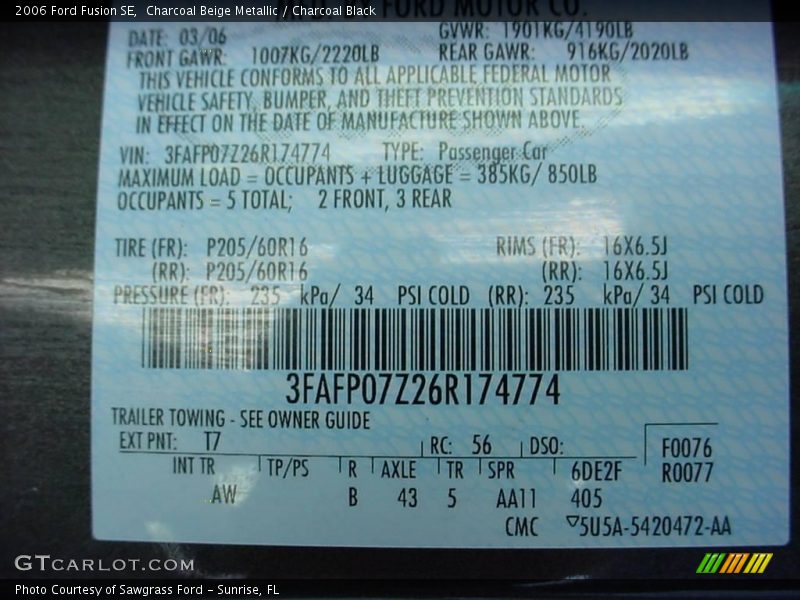 2006 Ford Fusion SE, Charcoal Beige Metallic / Charcoal Black
FORD MOTOR CO.
DATE: 03/06 GVWR: 1901KG/4190LB
FRONT GAWR: 1007KG/2220LB REAR GAWR: 916KG/2020LB
THIS VEHICLE CONFORMS TO ALL APPLICABLE FEDERAL MOTOR
VEHICLE SAFETY, BUMPER, AND THEFT PREVENTION STANDARDS
IN EFFECT ON THE DATE OF MANUFACTURE SHOWN ABOVE.
VIN: 3FAFP07Z26R174774 TYPE: Passenger Car
MAXIMUM LOAD = OCCUPANTS + LUGGAGE = 385KG/ 850LB
OCCUPANTS = 5 TOTAL; 2 FRONT, 3 REAR
TIRE (FR): P205/60R16 RIMS (FR): 16X6.5J
(RR): P205/60R16 (RR): 16X6.5J
PRESSURE (FR): 235 kPa/ 34 PSI COLD (RR): 235 kPa/ 34 PSI COLD
3FAFP07Z26R174774
TRAILER TOWING - SEE OWNER GUIDE
EXT PNT: T7 RC: 56 DSO: F0076
INT TR TP/PS R AXLE TR SPR 6DE2F R0077
AW B 43 5 AA11 405
CMC ▽5U5A-5420472-AA
GTCARLOT.COM
Photo Courtesy of Sawgrass Ford - Sunrise, FL